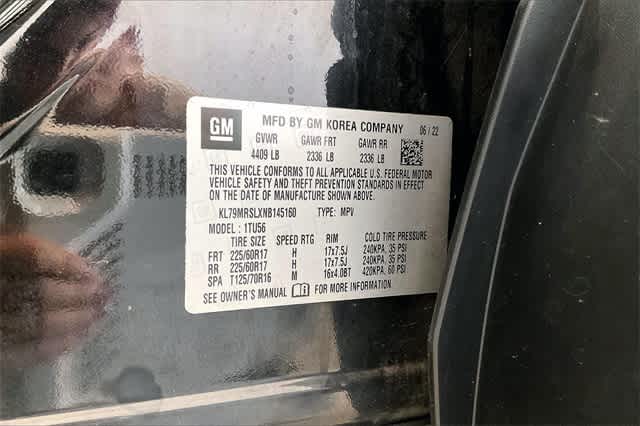 GM
MFD BY GM KOREA COMPANY 06/22
GVWR GAWR FRT GAWR RR
4409 LB 2336 LB 2336 LB
THIS VEHICLE CONFORMS TO ALL APPLICABLE U.S. FEDERAL MOTOR
VEHICLE SAFETY AND THEFT PREVENTION STANDARDS IN EFFECT
ON THE DATE OF MANUFACTURE SHOWN ABOVE.
KL79MRSLXNB145160 TYPE: MPV
MODEL: 1TU56
TIRE SIZE SPEED RTG RIM COLD TIRE PRESSURE
FRT 225/60R17 H 17x7.5J 240KPA, 35 PSI
RR 225/60R17 H 17x7.5J 240KPA, 35 PSI
SPA T125/70R16 M 16x4.0BT 420KPA, 60 PSI
SEE OWNER'S MANUAL FOR MORE INFORMATION